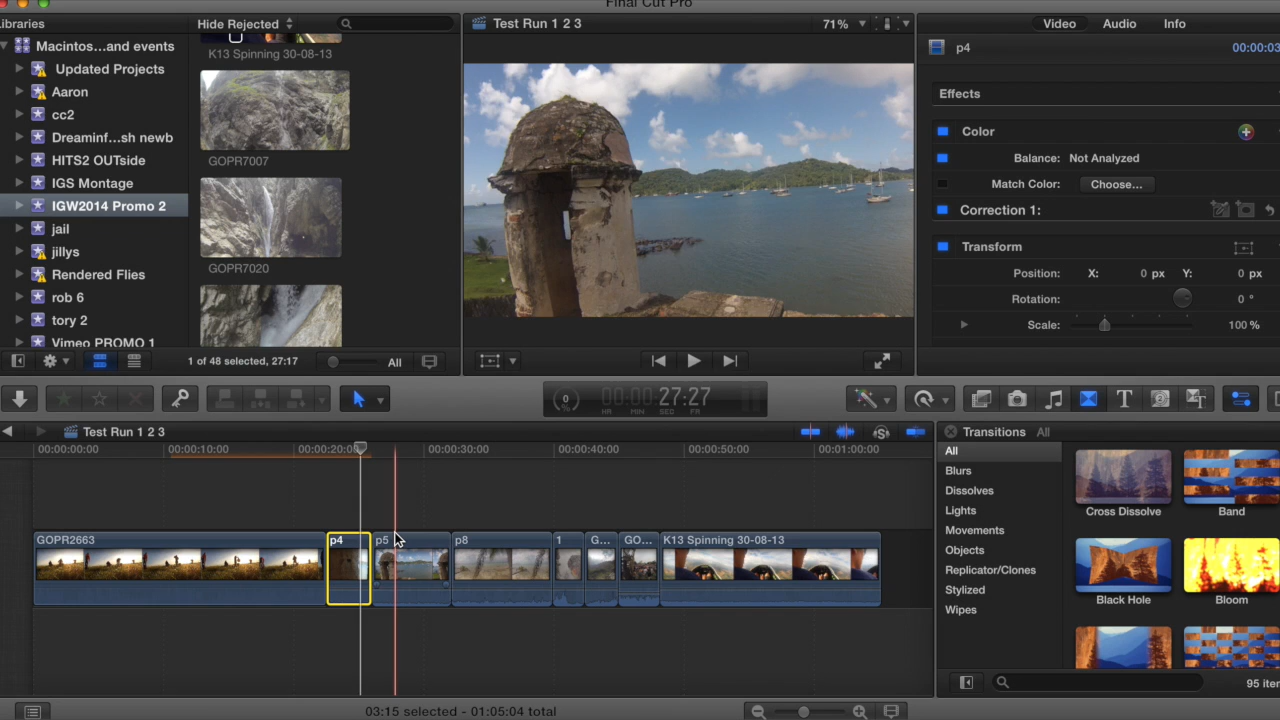 Final Cut Pro
Libraries
Hide Rejected
Test Run 1 2 3
71%
Video
Audio
Info
Macintos...and events
Updated Projects
Aaron
cc2
Dreaminf...sh newb
HITS2 OUTside
IGS Montage
IGW2014 Promo 2
jail
jillys
Rendered Flies
rob 6
tory 2
Vimeo PROMO 1
K13 Spinning 30-08-13
GOPR7007
GOPR7020
1 of 48 selected, 27:17
All
p4
00:00:03
Effects
Color
Balance: Not Analyzed
Match Color: Choose...
Correction 1:
Transform
Position: X: 0 px Y: 0 px
Rotation: 0 °
Scale: 100 %
0
00:00:27:27
HR MIN SEC FR
Test Run 1 2 3
00:00:00:00
00:00:10:00
00:00:20:00
00:00:30:00
00:00:40:00
00:00:50:00
00:01:00:00
GOPR2663
p4
p5
p8
1
G...
GO...
K13 Spinning 30-08-13
Transitions All
All
Blurs
Dissolves
Lights
Movements
Objects
Replicator/Clones
Stylized
Wipes
Cross Dissolve
Band
Black Hole
Bloom
03:15 selected - 01:05:04 total
95 iter